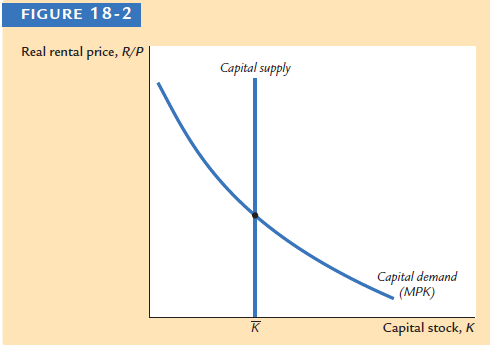 FIGURE 18-2
Real rental price, R/P
Capital supply
Capital demand
(MPK)
K̅
Capital stock, K